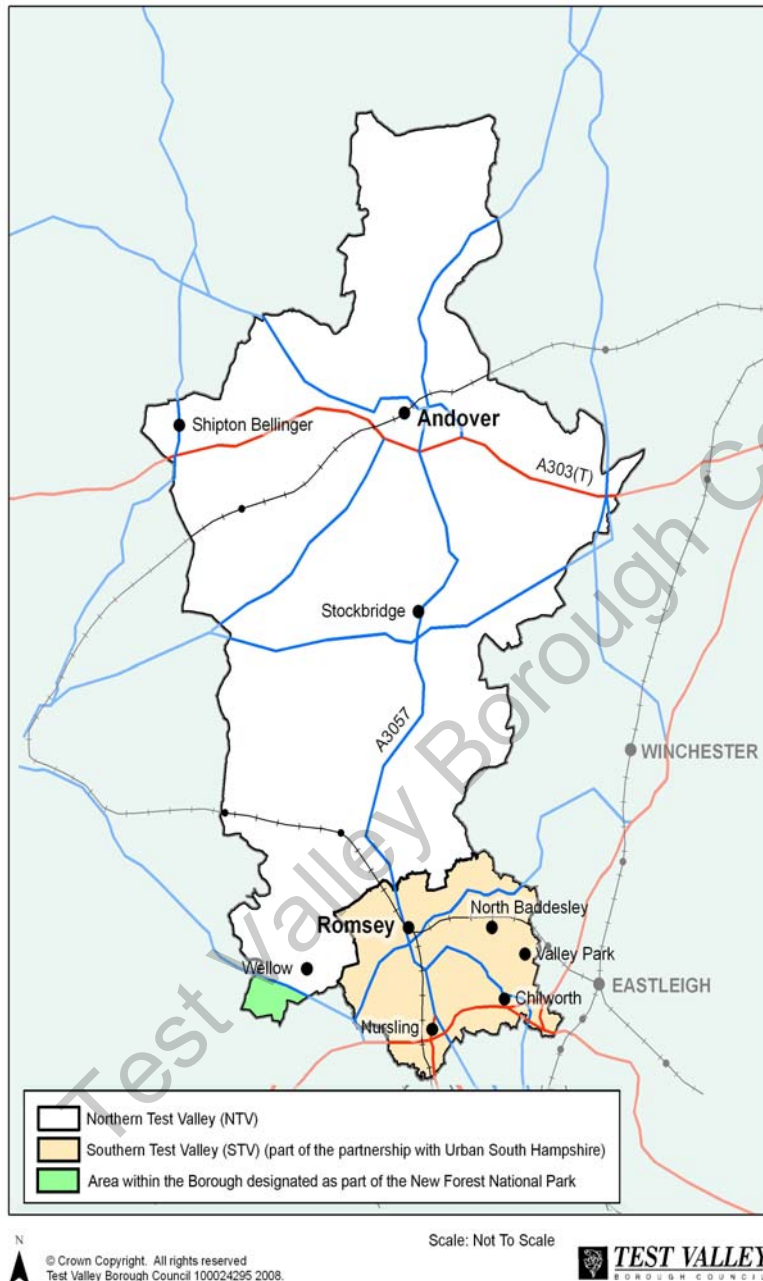 Shipton Bellinger
Andover
A303(T)
Stockbridge
A3057
WINCHESTER
Romsey
North Baddesley
Valley Park
Wellow
EASTLEIGH
Chilworth
Nursling
Test Valley Borough Co
Northern Test Valley (NTV)
Southern Test Valley (STV) (part of the partnership with Urban South Hampshire)
Area within the Borough designated as part of the New Forest National Park
N
Scale: Not To Scale
© Crown Copyright. All rights reserved
Test Valley Borough Council 100024295 2008.
TEST VALLEY
BOROUGH COUNCIL